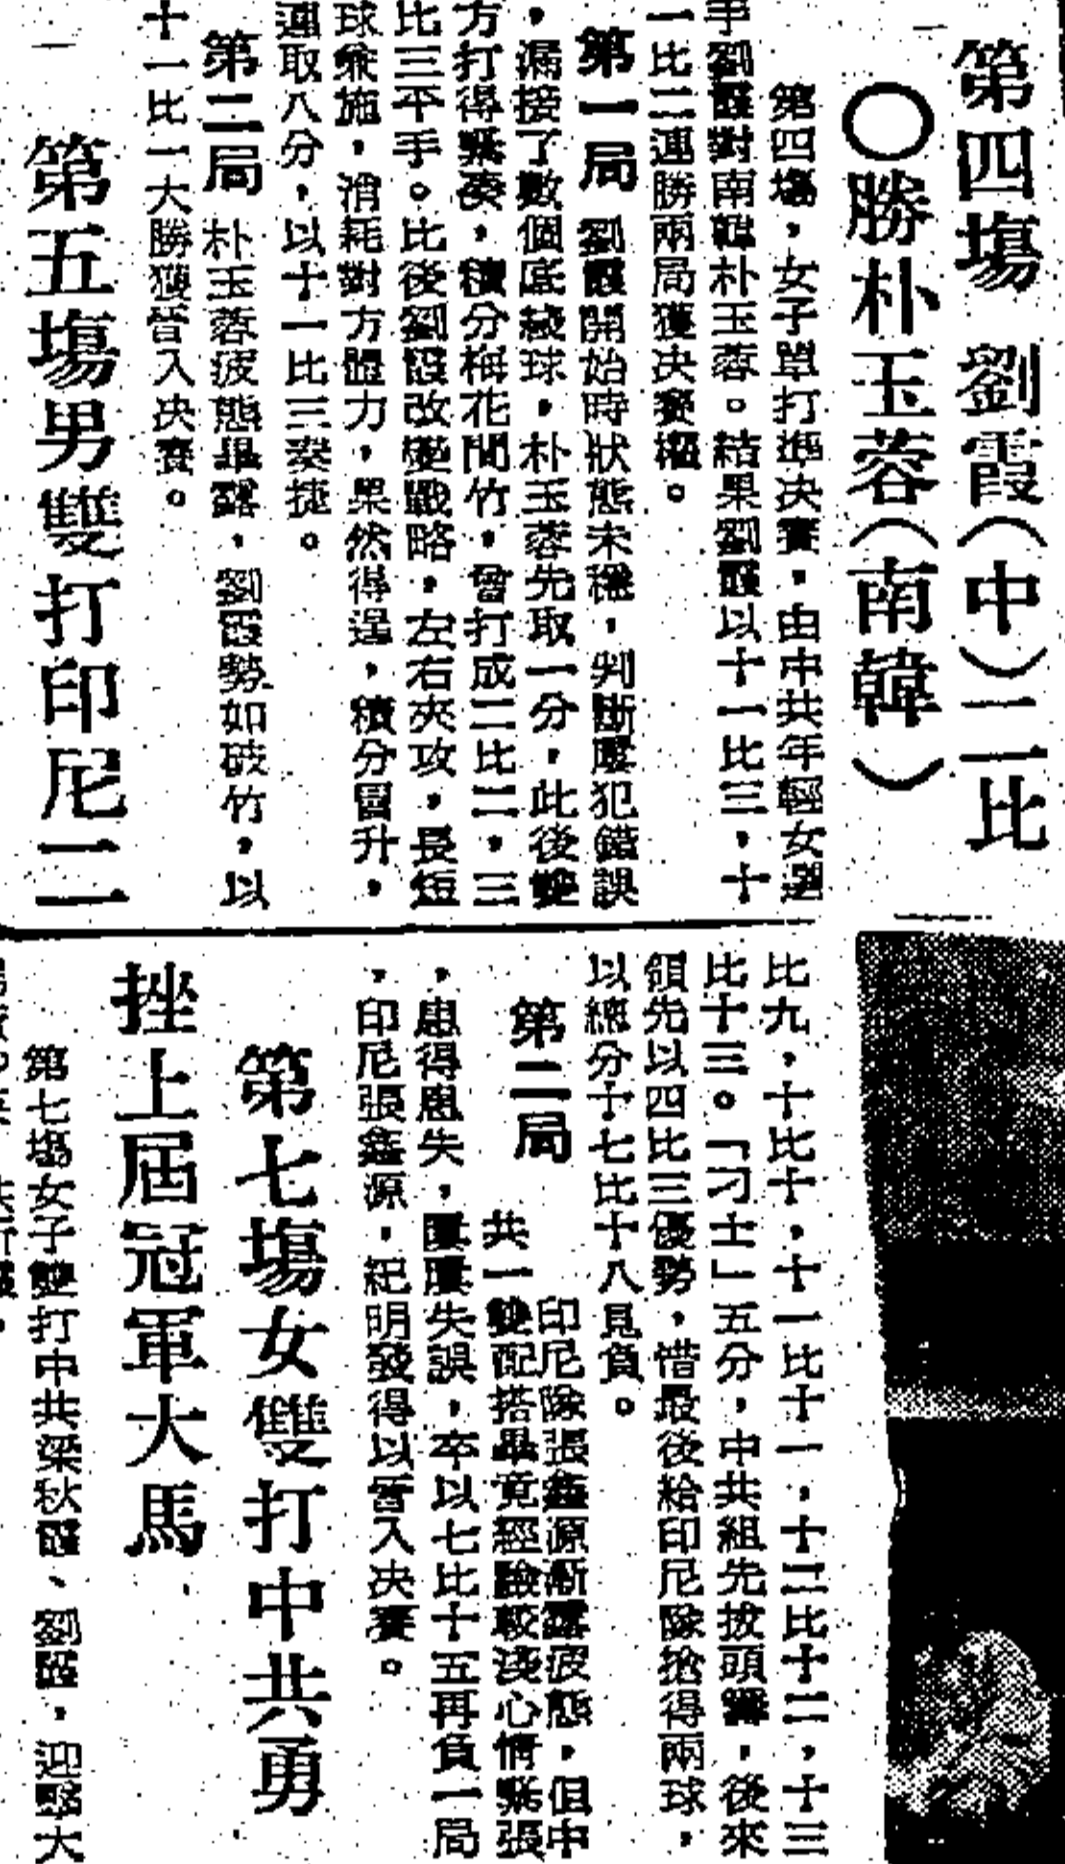 第四塲　劉霞（中）二比
〇勝朴玉蓉（南韓）
第四塲，女子單打準决賽，由中共年輕女選
手劉霞對南韓朴玉蓉。結果劉霞以十一比三，十
一比二連勝兩局獲决賽權。
第一局　劉霞開始時狀態未穩，判斷屢犯錯誤
，漏接了數個底綫球，朴玉蓉先取一分，此後雙
方打得緊凑，積分梅花間竹，曾打成二比二，三
比三平手。比後劉霞改變戰略，左右夾攻，長短
球兼施，消耗對方體力，果然得逞，積分冒升，
連取八分，以十一比三奏捷。
第二局　朴玉蓉疲態畢露，劉霞勢如破竹，以
十一比一大勝獲晉入决賽。
第五塲男雙打印尼二
比九，十比十，十一比十一，十二比十二，十三
比十三。「刁士」五分，中共組先拔頭籌，後來
領先以四比三優勢，惜最後給印尼隊搶得兩球，
以總分十七比十八見負。
第二局　印尼隊張鑫源漸露疲態，但中
共一雙配搭畢竟經驗較淺心情緊張
，患得患失，屢屢失誤，卒以七比十五再負一局
，印尼張鑫源，紀明發得以晉入决賽。
第七塲女雙打中共勇
挫上屆冠軍大馬
第七塲女子雙打中共梁秋霞、劉霞，迎擊大